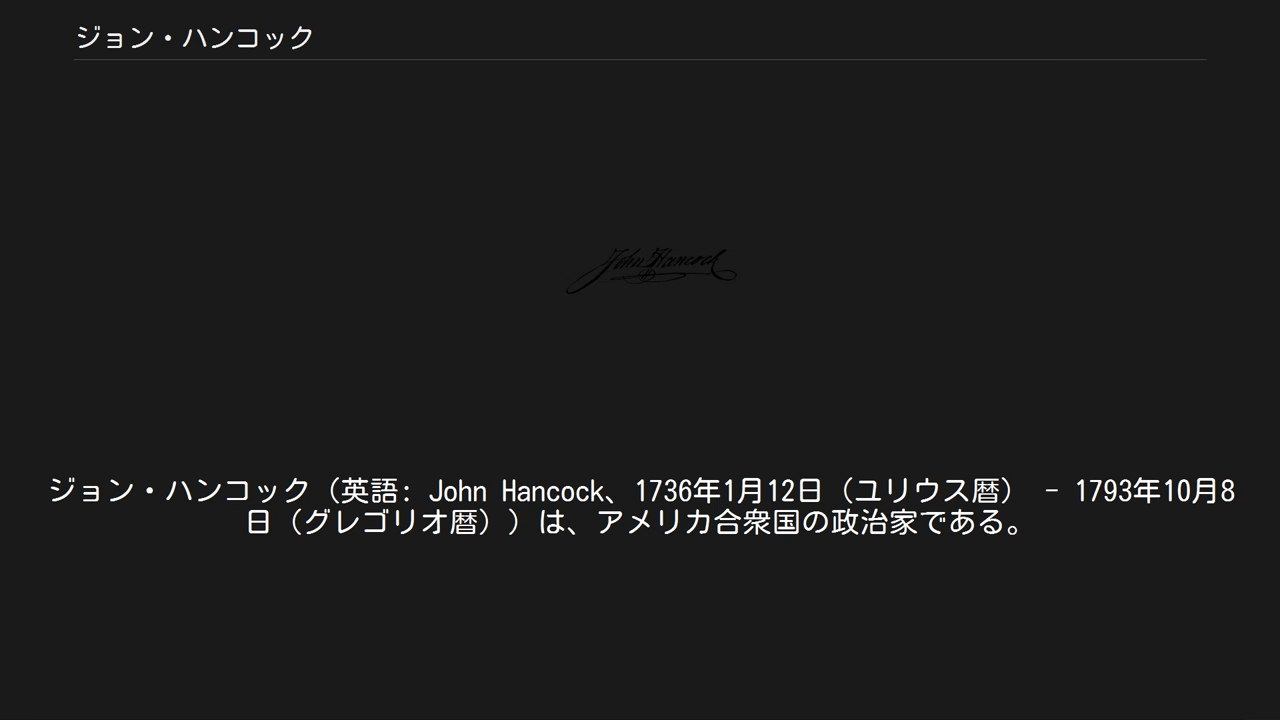 ジョン・ハンコック
John Hancock
ジョン・ハンコック（英語: John Hancock、1736年1月12日（ユリウス暦） - 1793年10月8
日（グレゴリオ暦））は、アメリカ合衆国の政治家である。